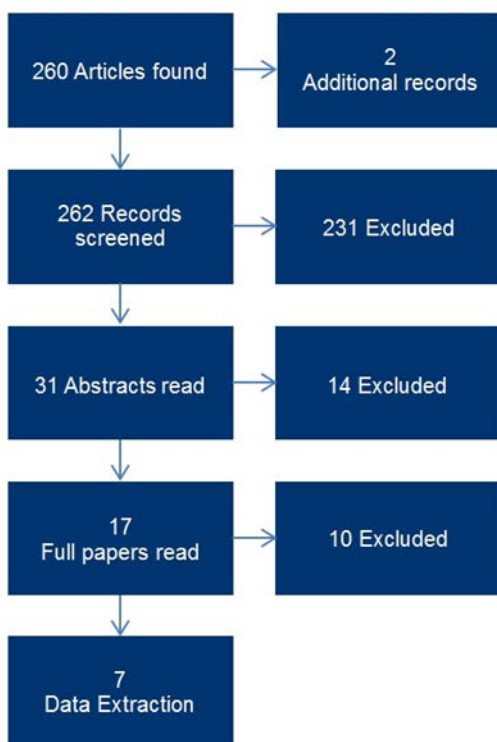 260 Articles found
2
Additional records
262 Records
screened
231 Excluded
31 Abstracts read
14 Excluded
17
Full papers read
10 Excluded
7
Data Extraction